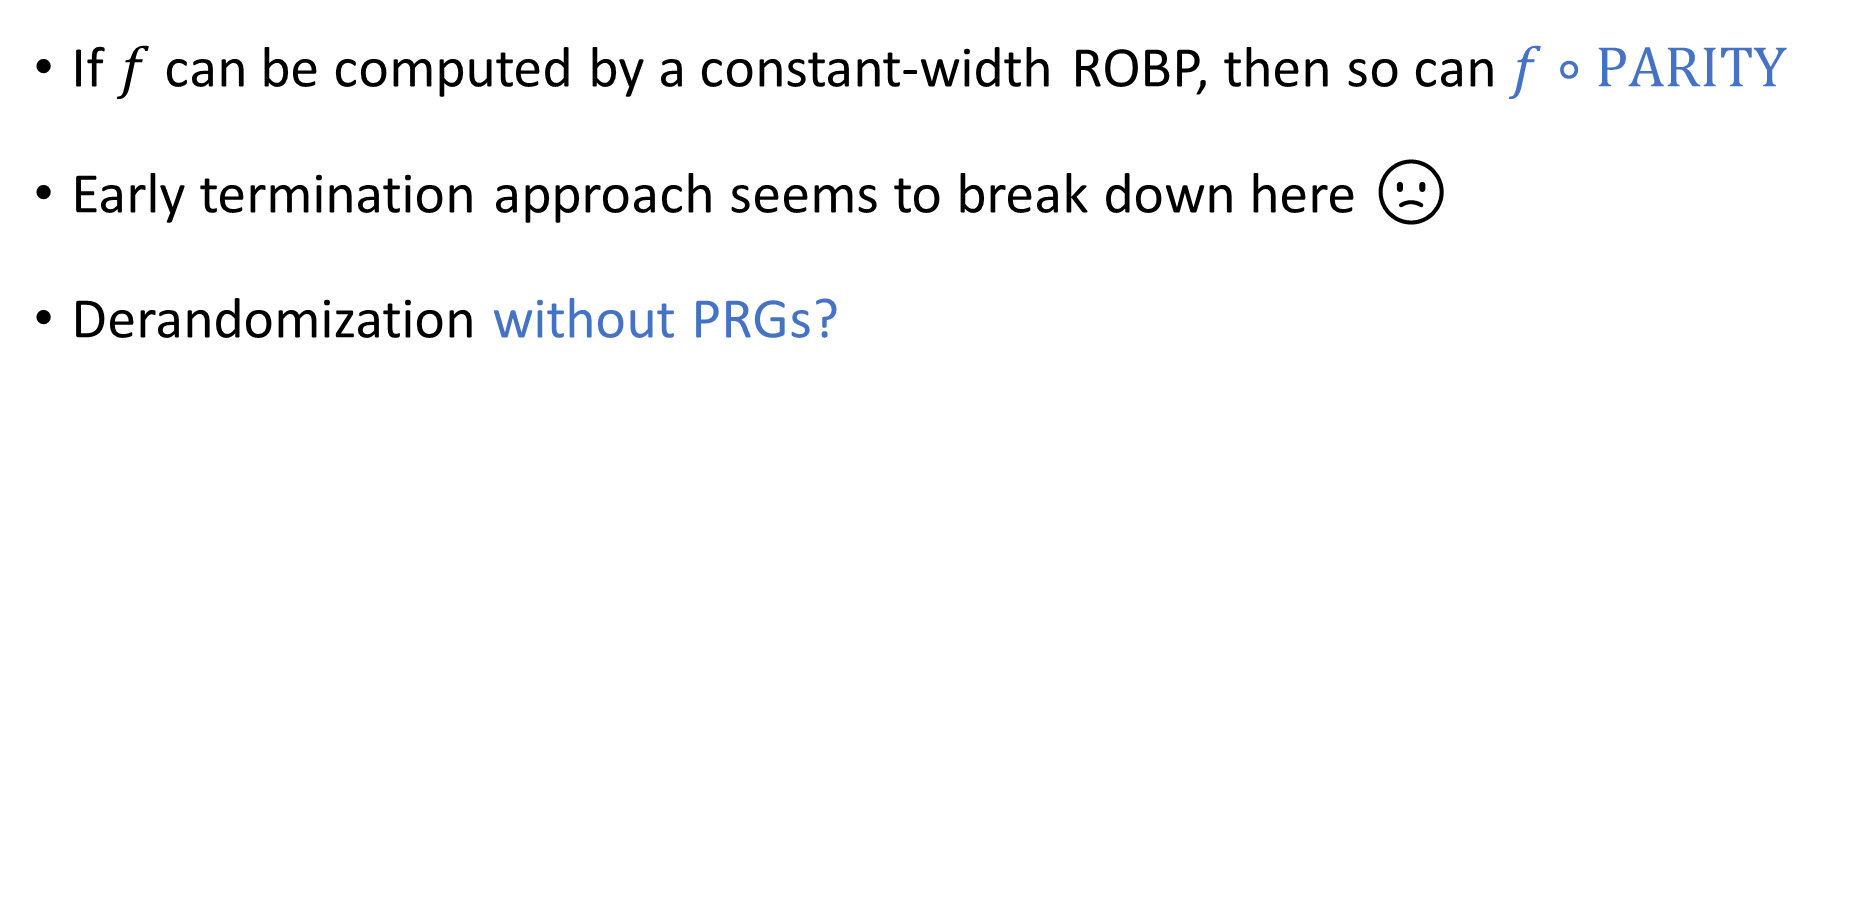 • If f can be computed by a constant-width ROBP, then so can f ∘ PARITY
• Early termination approach seems to break down here ☹
• Derandomization without PRGs?